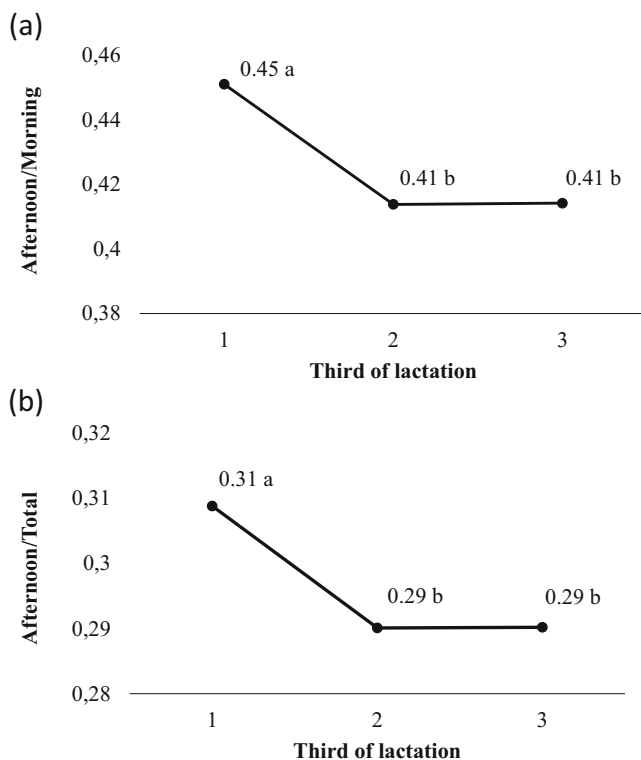 (a)
Afternoon/Morning
0,46
0,44
0,42
0,4
0,38
0.45 a
0.41 b
0.41 b
1
2
3
Third of lactation
(b)
Afternoon/Total
0,32
0,31
0,3
0,29
0,28
0.31 a
0.29 b
0.29 b
1
2
3
Third of lactation